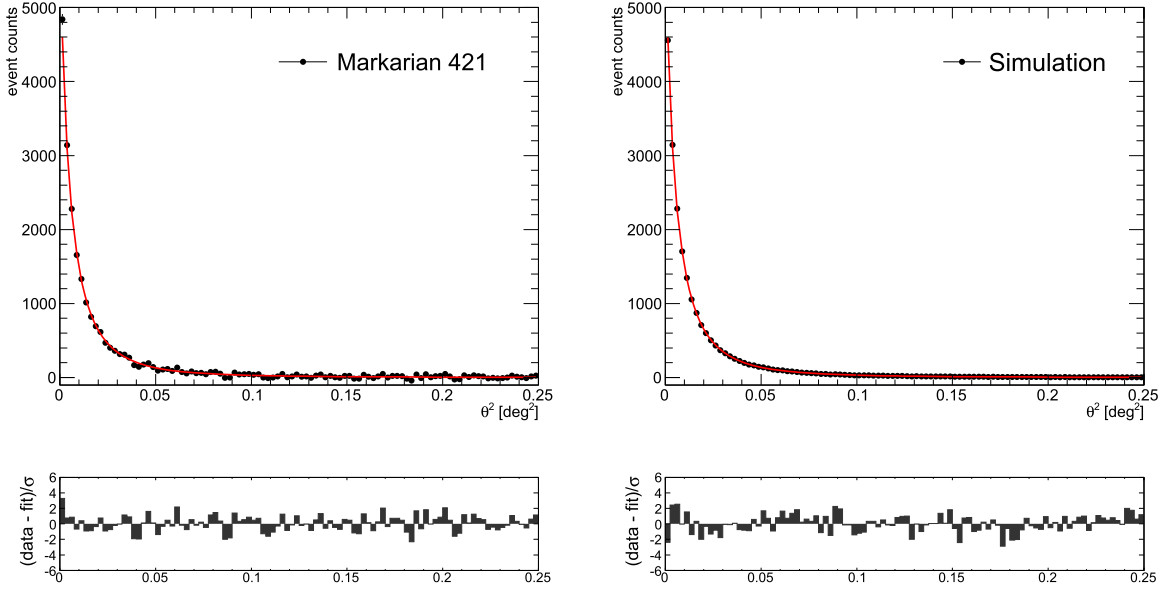 event counts
5000
4000
3000
2000
1000
0
Markarian 421
0 0.05 0.1 0.15 0.2 0.25
θ² [deg²]
event counts
5000
4000
3000
2000
1000
0
Simulation
0 0.05 0.1 0.15 0.2 0.25
θ² [deg²]
(data - fit)/σ
6
4
2
0
-2
-4
-6
0 0.05 0.1 0.15 0.2 0.25
(data - fit)/σ
6
4
2
0
-2
-4
-6
0 0.05 0.1 0.15 0.2 0.25